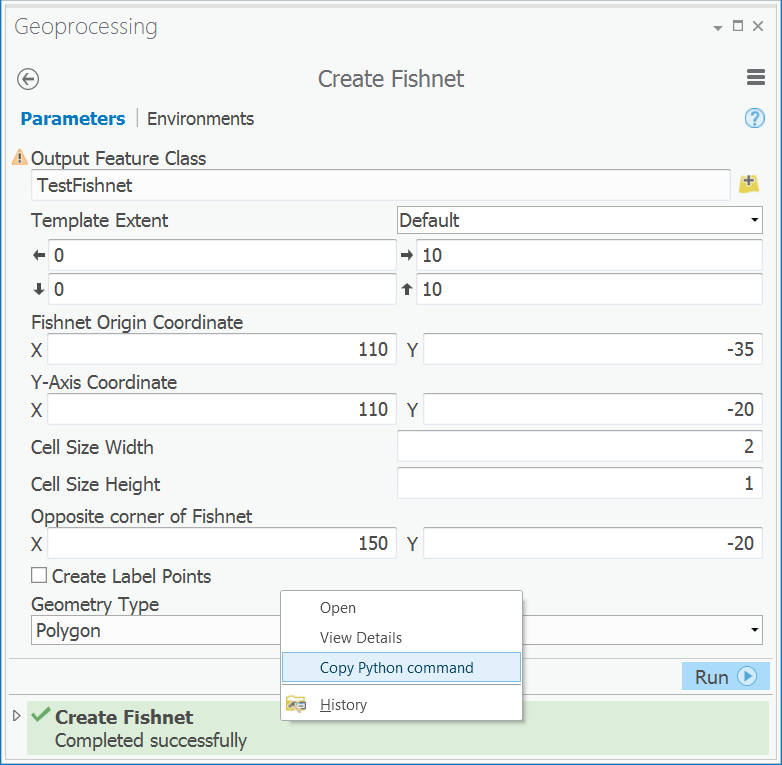 Geoprocessing
Create Fishnet
Parameters | Environments
?
Output Feature Class
TestFishnet
Template Extent Default
0 10
0 10
Fishnet Origin Coordinate
X 110 Y -35
Y-Axis Coordinate
X 110 Y -20
Cell Size Width 2
Cell Size Height 1
Opposite corner of Fishnet
X 150 Y -20
Create Label Points
Geometry Type
Polygon
Open
View Details
Copy Python command
History
Run
Create Fishnet
Completed successfully